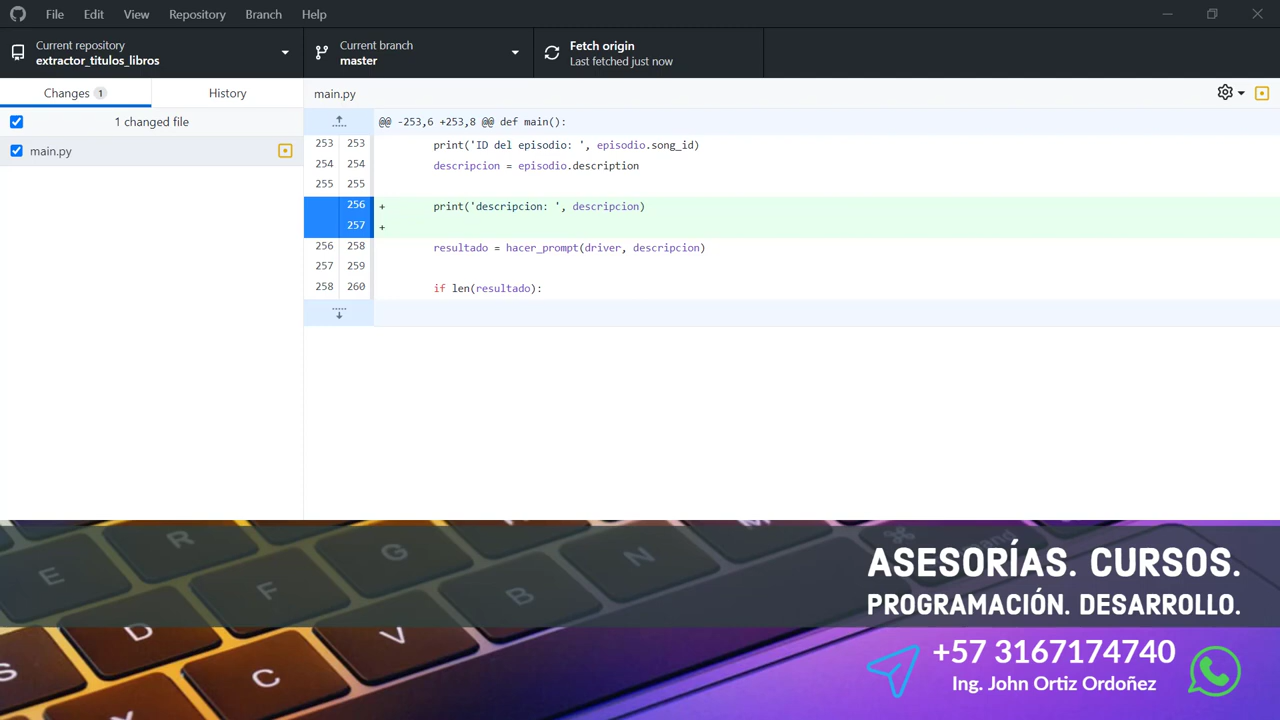 File Edit View Repository Branch Help
Current repository
extractor_titulos_libros
Current branch
master
Fetch origin
Last fetched just now
Changes 1
History
main.py
1 changed file
main.py
@@ -253,6 +253,8 @@ def main():
253 253 print('ID del episodio: ', episodio.song_id)
254 254 descripcion = episodio.description
255 255
256 + print('descripcion: ', descripcion)
257 +
256 258 resultado = hacer_prompt(driver, descripcion)
257 259
258 260 if len(resultado):
E R G N M
F B
D V
S C
ASESORÍAS. CURSOS.
PROGRAMACIÓN. DESARROLLO.
+57 3167174740
Ing. John Ortiz Ordoñez